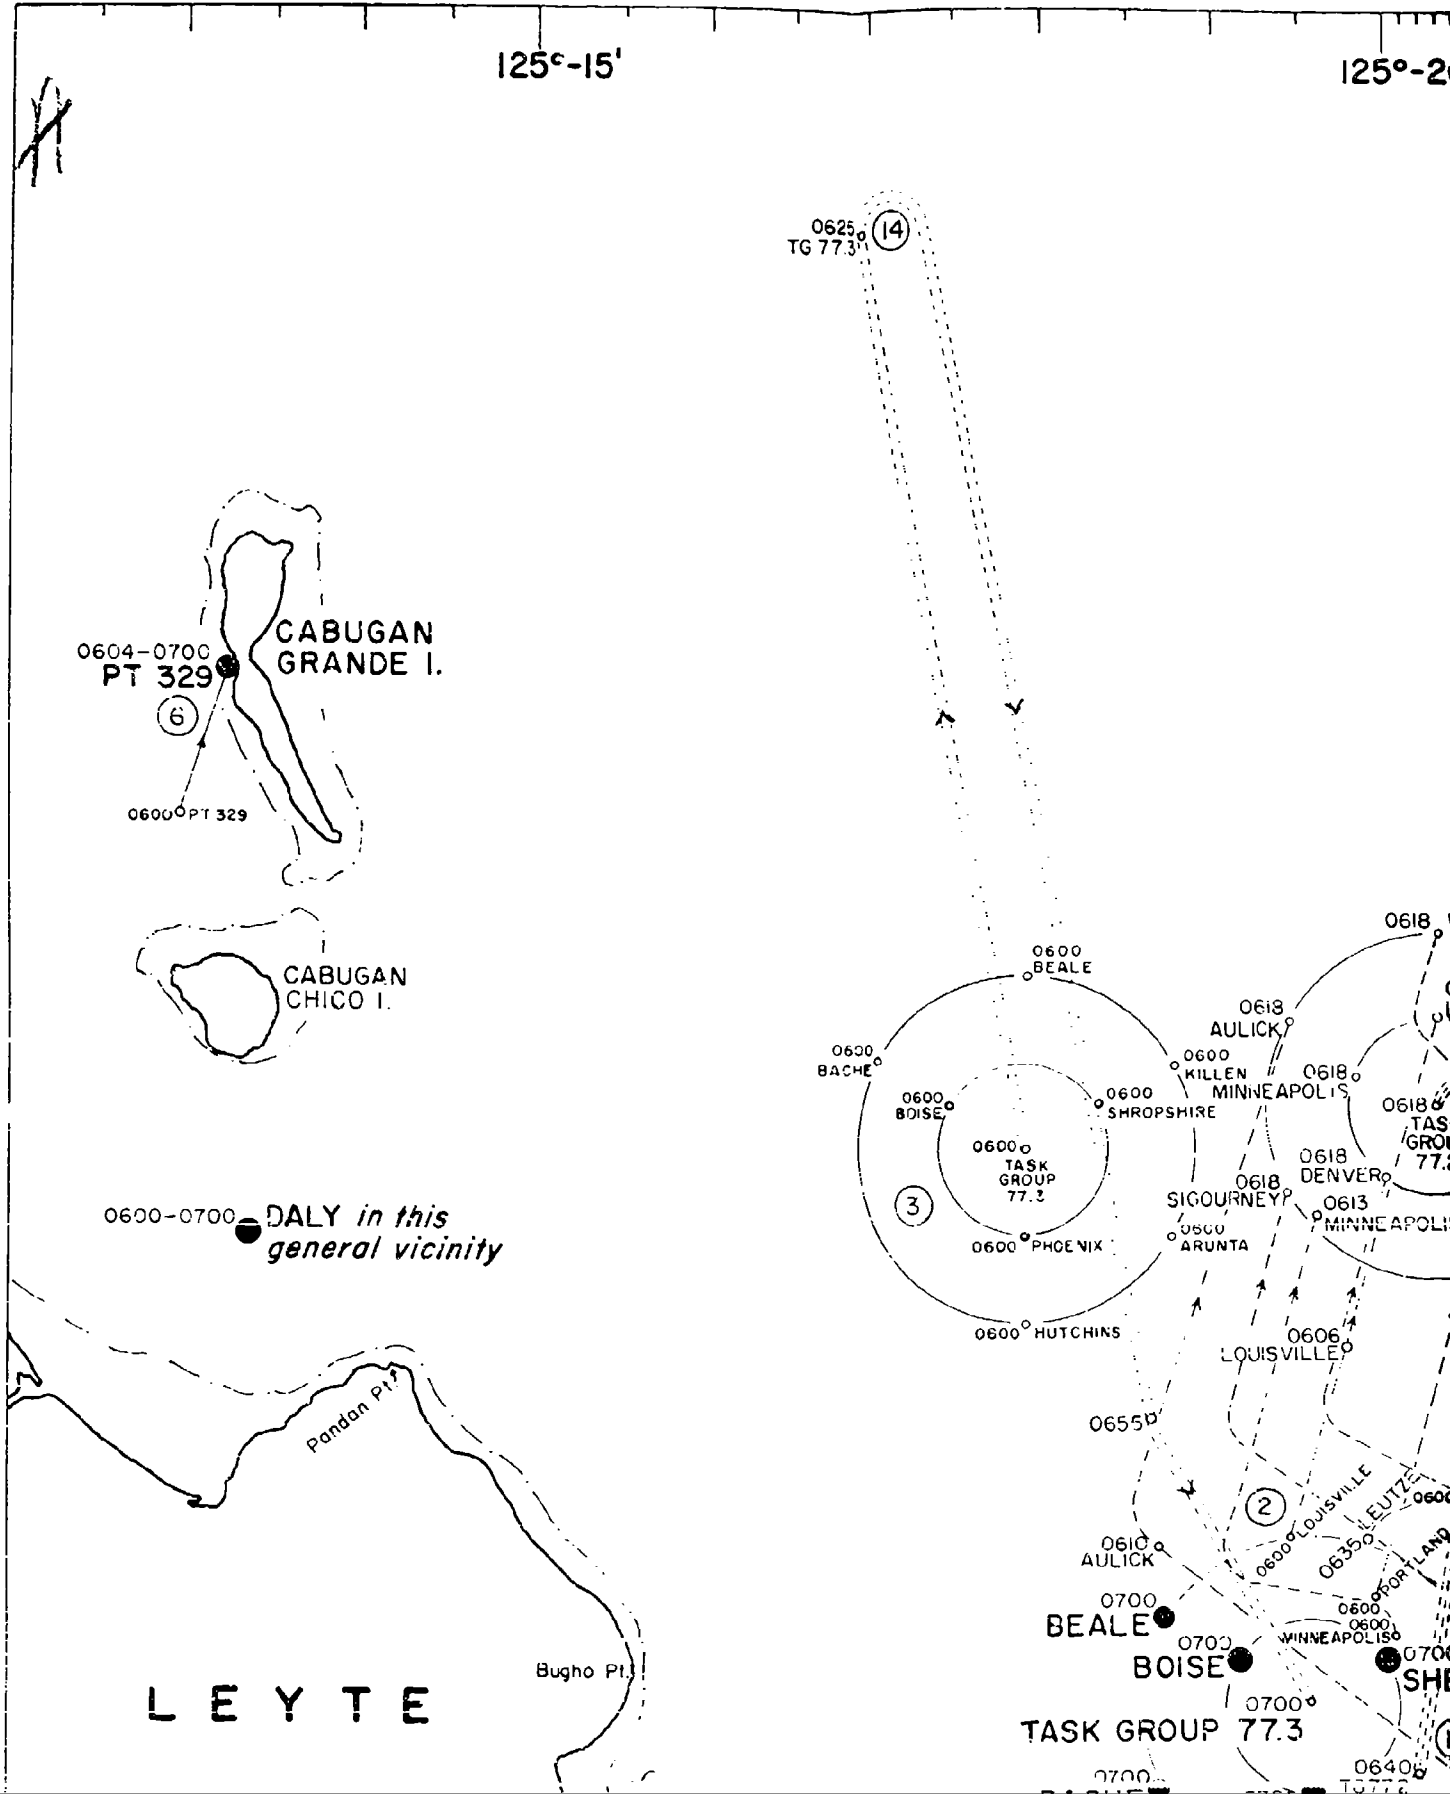 125°-15'
0625
TG 77.3
14
CABUGAN
GRANDE I.
0604-0700
PT 329
6
0600 PT 329
0618
0600
BEALE
CABUGAN
CHICO I.
0618
AULICK
0600
BACHE
0600
KILLEN
0618
MINNEAPOLIS
0600
BOISE
0600
SHROPSHIRE
0618
0600
TASK
GROUP
77.3
0618
DENVER
0618
SIGOURNEY
3
0613
0600-0700
DALY in this
general vicinity
0600 PHOENIX
0600
ARUNTA
0600 HUTCHINS
0606
LOUISVILLE
Pandan Pt.
0655
LOUISVILLE
0600
LEUTZE
0635
0600
2
0610
AULICK
PORTLAND
0600
0700
BEALE
0600
MINNEAPOLIS
0700
BOISE
Bugho Pt.
LEYTE
0700
TASK GROUP 77.3
0640
0700